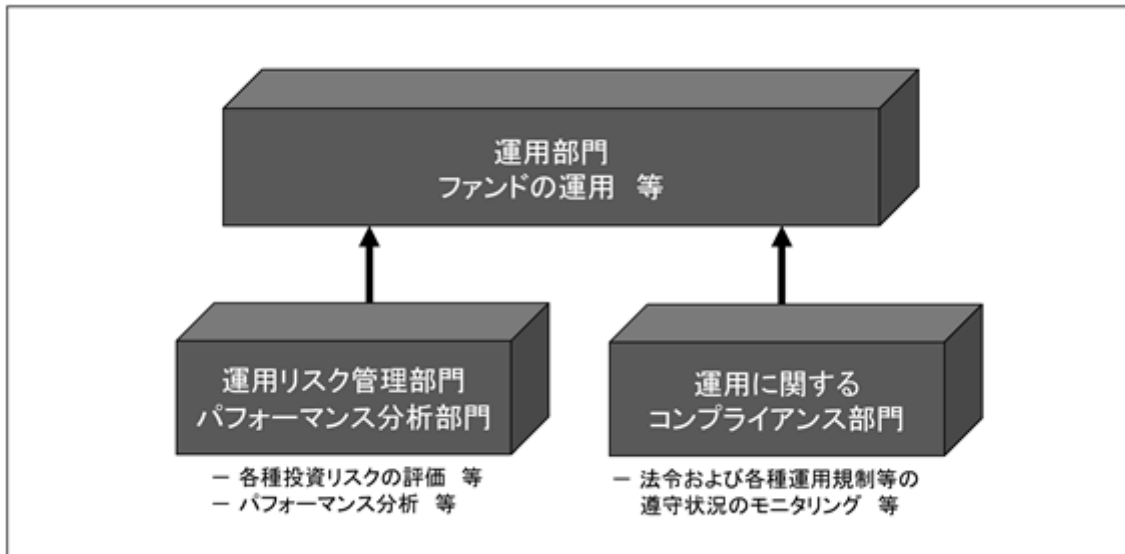 運用部門
ファンドの運用 等
運用リスク管理部門
パフォーマンス分析部門
運用に関する
コンプライアンス部門
－ 各種投資リスクの評価 等
－ パフォーマンス分析 等
－ 法令および各種運用規制等の
遵守状況のモニタリング 等